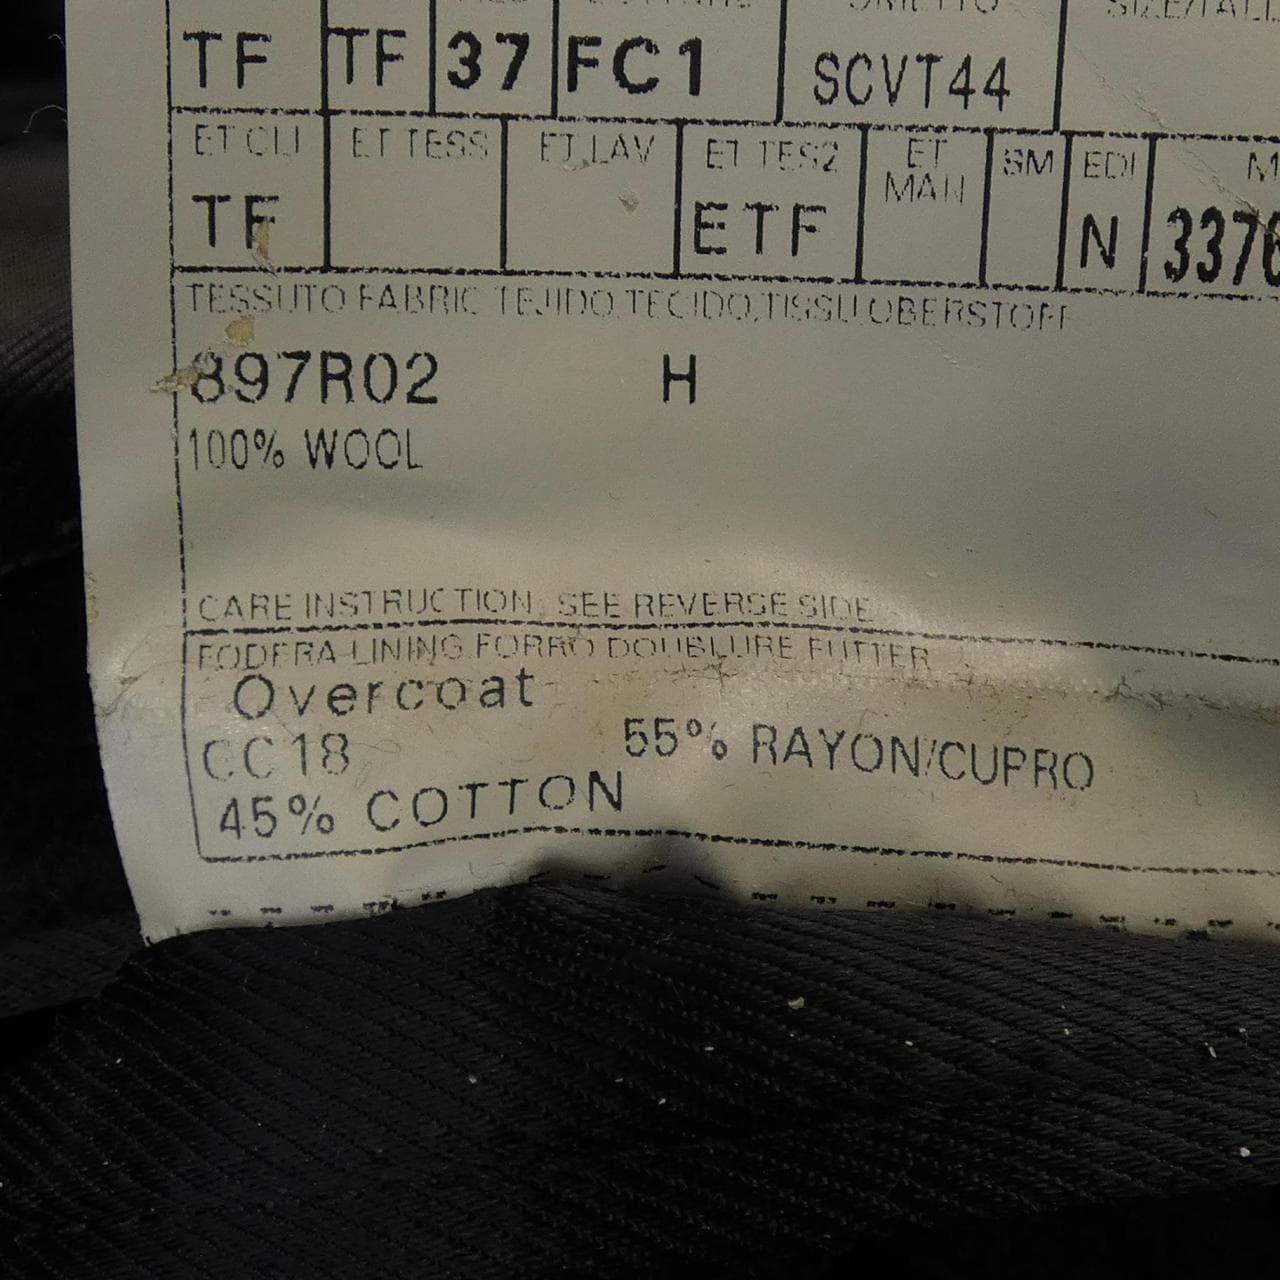 TF TF 37 FC1 SCVT44
ET CLI ET TESS ET.LAV ET TES2 ET MAN SM EDI
TF ETF N
TESSUTO FABRIC TEJIDO,TECIDO,TISSU,OBERSTOFF
897R02 H
100% WOOL
CARE INSTRUCTION SEE REVERSE SIDE
FODERA LINING FORRO DOUBLURE FUTTER
Overcoat
CC18 55% RAYON/CUPRO
45% COTTON